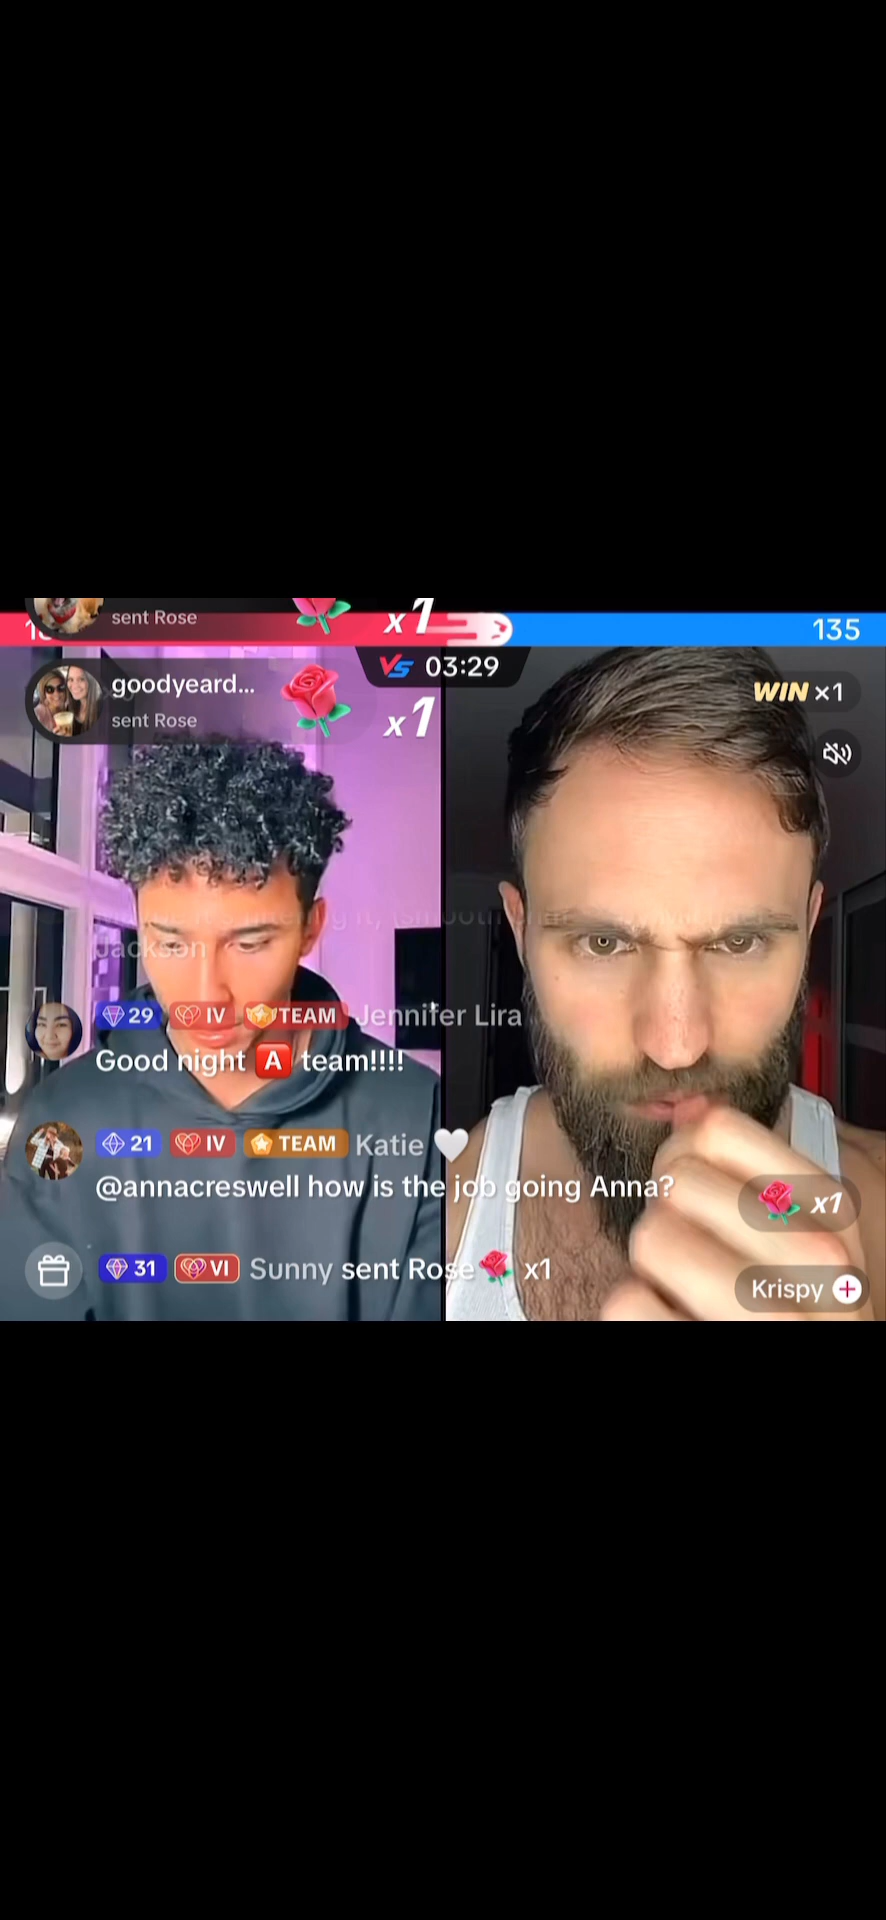 sent Rose
x1
135
VS 03:29
goodyeard...
sent Rose
x1
WIN x1
Jackson
29 IV TEAM Jennifer Lira
Good night A team!!!!
21 IV TEAM Katie 🤍
@annacreswell how is the job going Anna?
x1
31 VI Sunny sent Rose x1
Krispy +